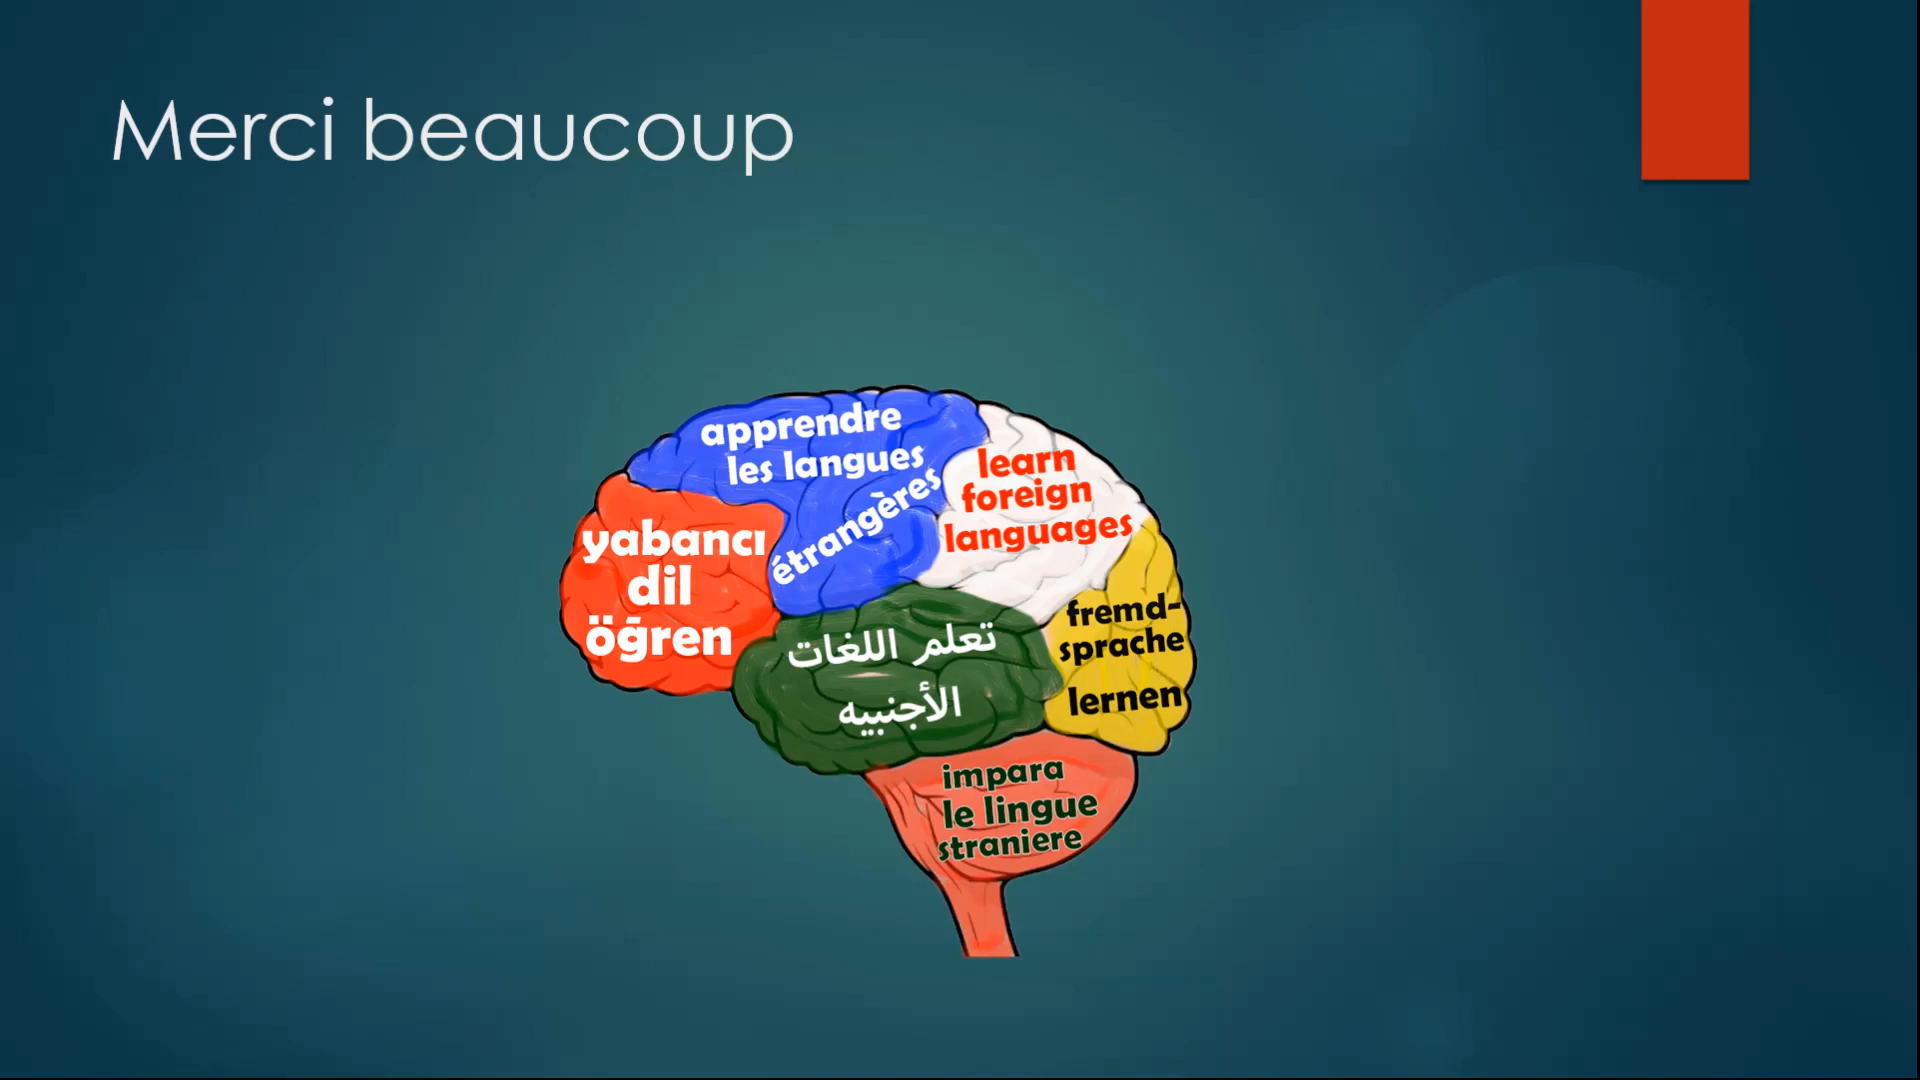 Merci beaucoup
apprendre
les langues
étrangères
learn
foreign
languages
yabancı
dil
öğren
تعلم اللغات
الأجنبيه
fremd-
sprache
lernen
impara
le lingue
straniere